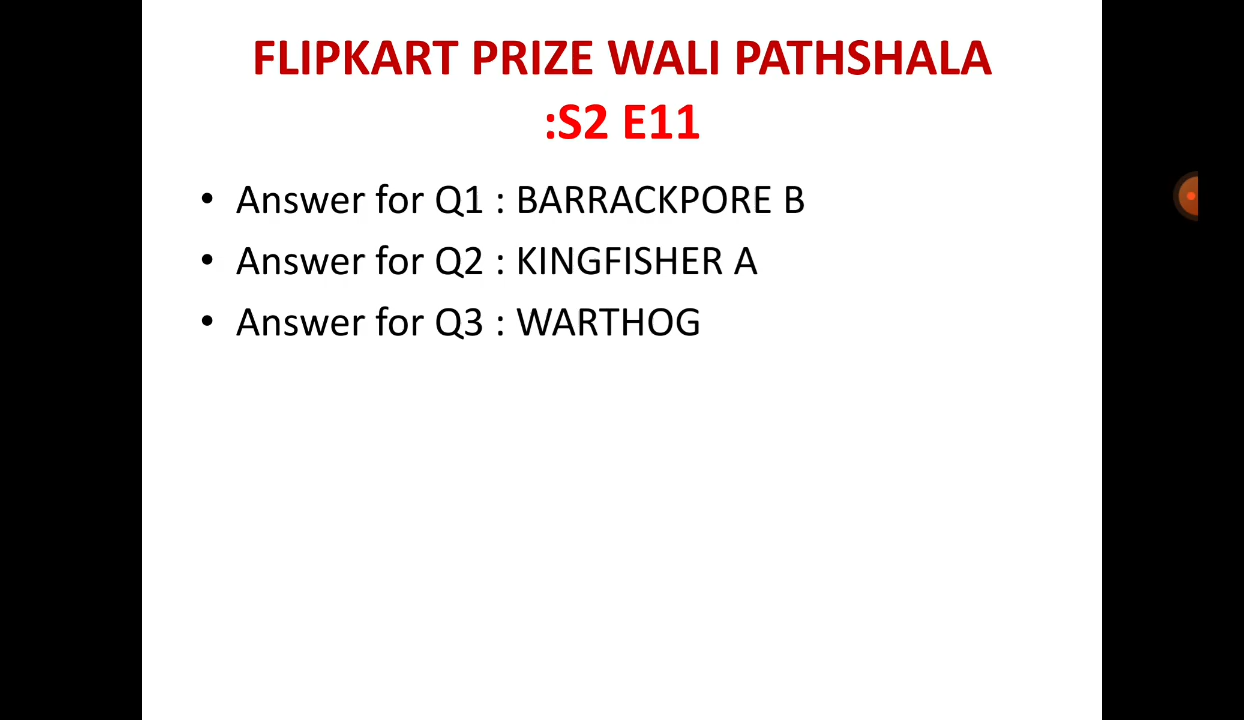 FLIPKART PRIZE WALI PATHSHALA
:S2 E11
• Answer for Q1 : BARRACKPORE B
• Answer for Q2 : KINGFISHER A
• Answer for Q3 : WARTHOG